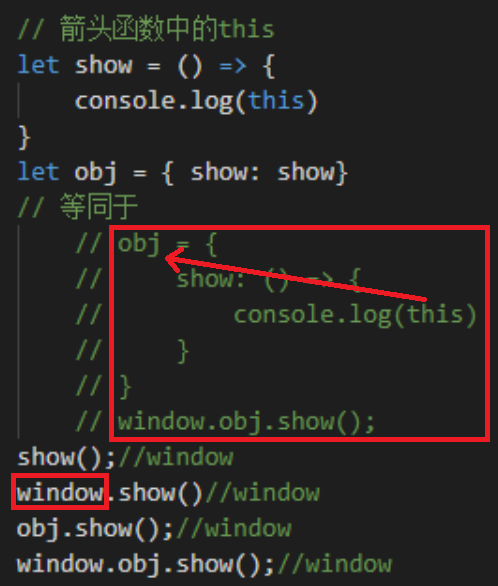 // 箭头函数中的this
let show = () => {
    console.log(this)
}
let obj = { show: show}
// 等同于
    // obj = {
    //     show: () => {
    //         console.log(this)
    //     }
    // }
    // window.obj.show();
show();//window
window.show()//window
obj.show();//window
window.obj.show();//window